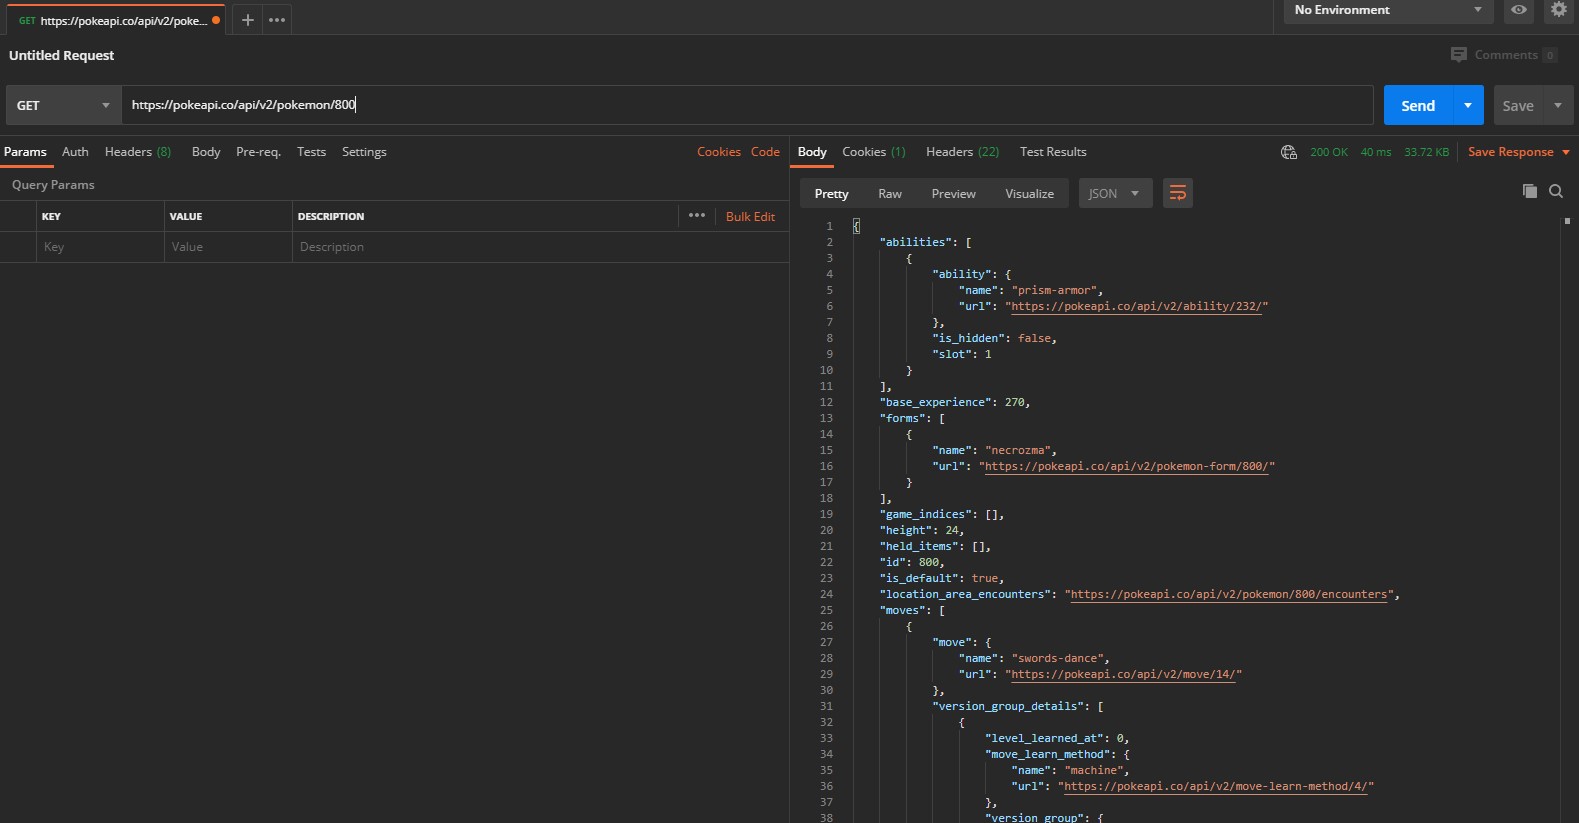 GET https://pokeapi.co/api/v2/poke...
No Environment
Untitled Request
Comments 0
GET https://pokeapi.co/api/v2/pokemon/800 Send Save
Params Auth Headers (8) Body Pre-req. Tests Settings Cookies Code
Query Params
KEY VALUE DESCRIPTION Bulk Edit
Key Value Description
Body Cookies (1) Headers (22) Test Results 200 OK 40 ms 33.72 KB Save Response
Pretty Raw Preview Visualize JSON
1 {
2 "abilities": [
3 {
4 "ability": {
5 "name": "prism-armor",
6 "url": "https://pokeapi.co/api/v2/ability/232/"
7 },
8 "is_hidden": false,
9 "slot": 1
10 }
11 ],
12 "base_experience": 270,
13 "forms": [
14 {
15 "name": "necrozma",
16 "url": "https://pokeapi.co/api/v2/pokemon-form/800/"
17 }
18 ],
19 "game_indices": [],
20 "height": 24,
21 "held_items": [],
22 "id": 800,
23 "is_default": true,
24 "location_area_encounters": "https://pokeapi.co/api/v2/pokemon/800/encounters",
25 "moves": [
26 {
27 "move": {
28 "name": "swords-dance",
29 "url": "https://pokeapi.co/api/v2/move/14/"
30 },
31 "version_group_details": [
32 {
33 "level_learned_at": 0,
34 "move_learn_method": {
35 "name": "machine",
36 "url": "https://pokeapi.co/api/v2/move-learn-method/4/"
37 },
38 "version_group": {